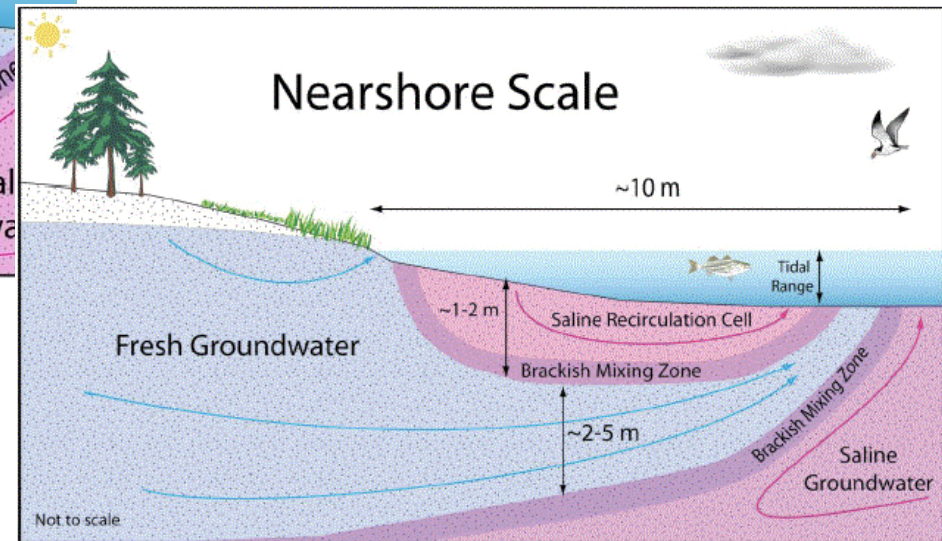 Nearshore Scale
~10 m
Tidal
Range
~1-2 m
Saline Recirculation Cell
Fresh Groundwater
Brackish Mixing Zone
~2-5 m
Brackish Mixing Zone
Saline
Groundwater
Not to scale